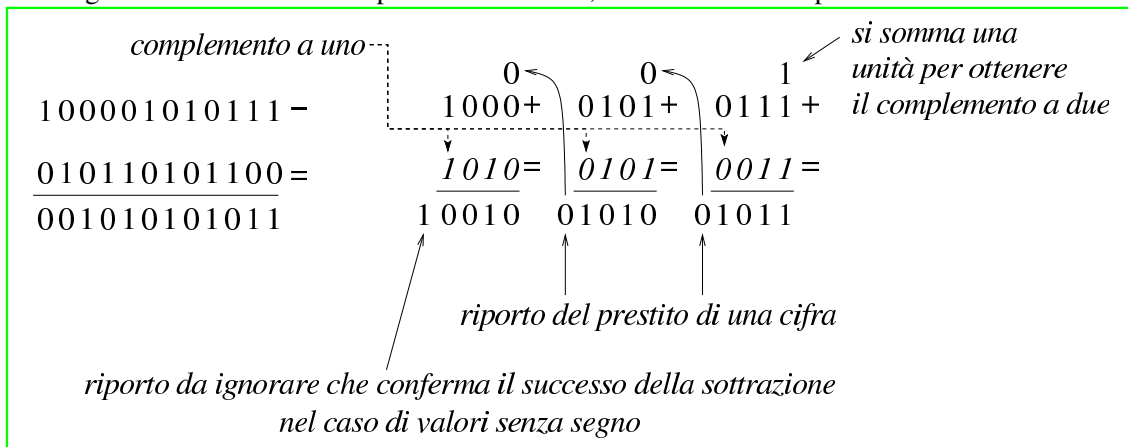 complemento a uno
si somma una
unità per ottenere
il complemento a due
0 0 1
100001010111 − 1000+ 0101+ 0111+
010110101100= 1010= 0101= 0011=
001010101011 10010 01010 01011
riporto del prestito di una cifra
riporto da ignorare che conferma il successo della sottrazione
nel caso di valori senza segno